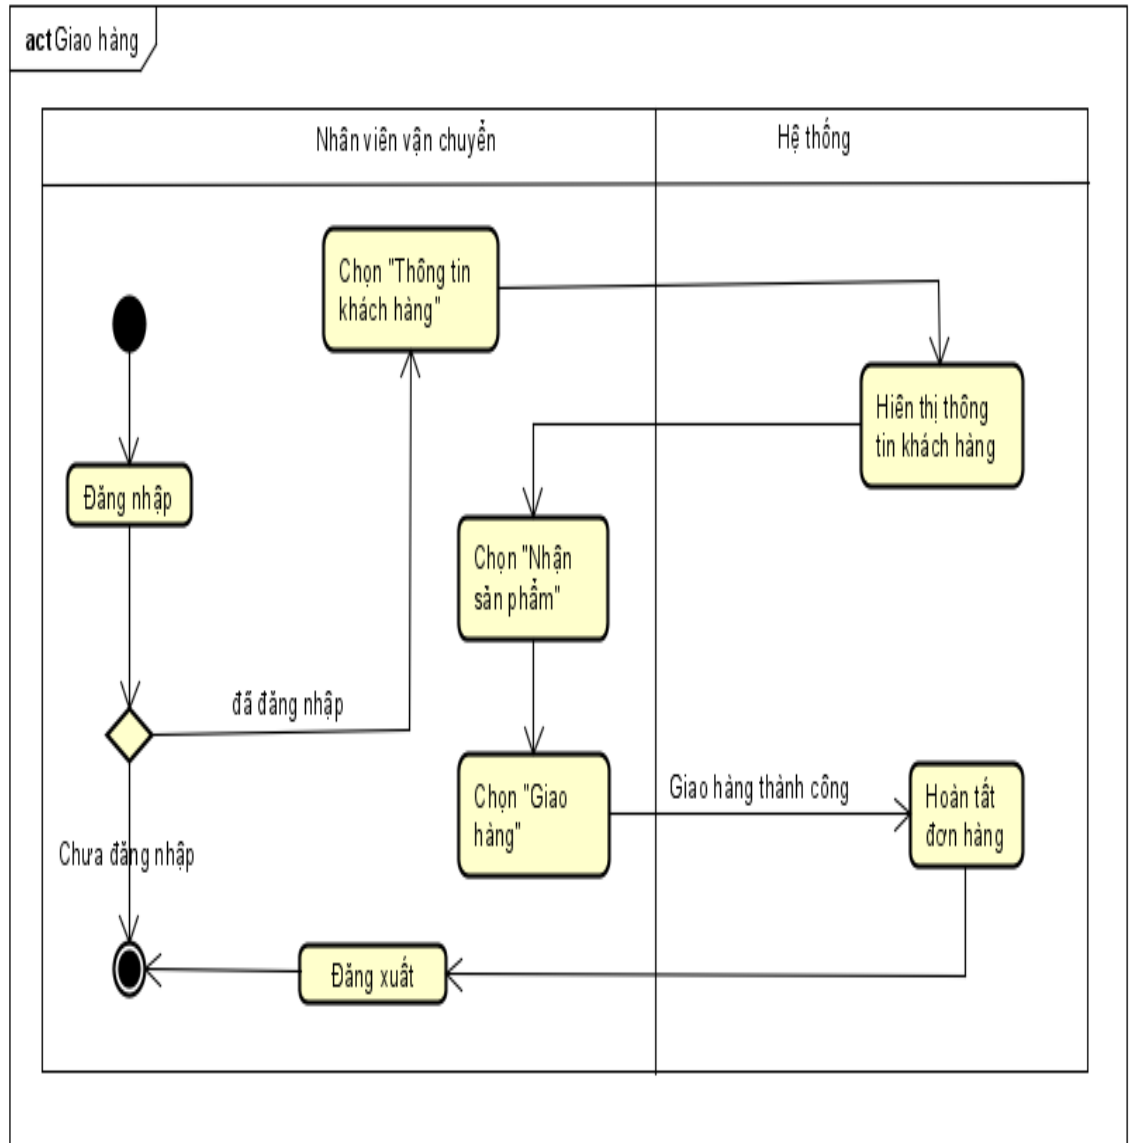 act Giao hàng
Nhân viên vận chuyển
Hệ thống
Chọn "Thông tin
khách hàng"
Hiên thị thông
tin khách hàng
Đăng nhập
Chọn "Nhận
sản phẩm"
đã đăng nhập
Chọn "Giao
hàng"
Giao hàng thành công
Hoàn tất
đơn hàng
Chưa đăng nhập
Đăng xuất